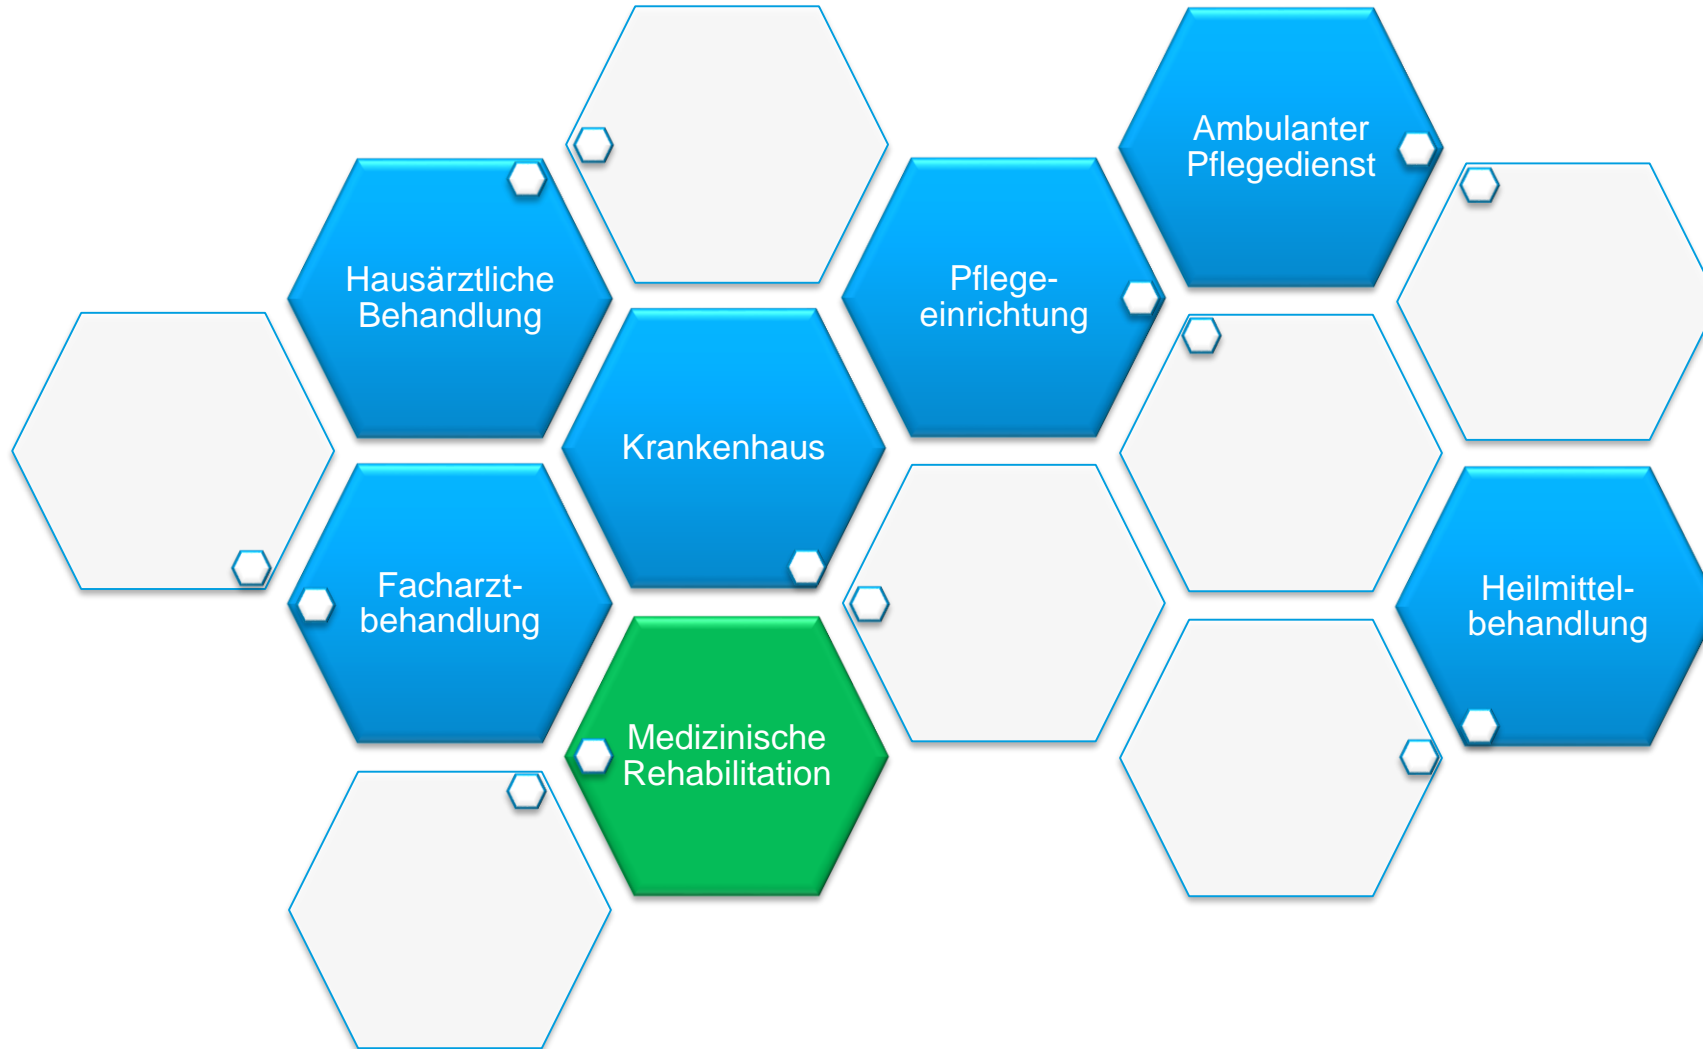 Ambulanter
Pflegedienst
Hausärztliche
Behandlung
Pflege-
einrichtung
Krankenhaus
Facharzt-
behandlung
Heilmittel-
behandlung
Medizinische
Rehabilitation